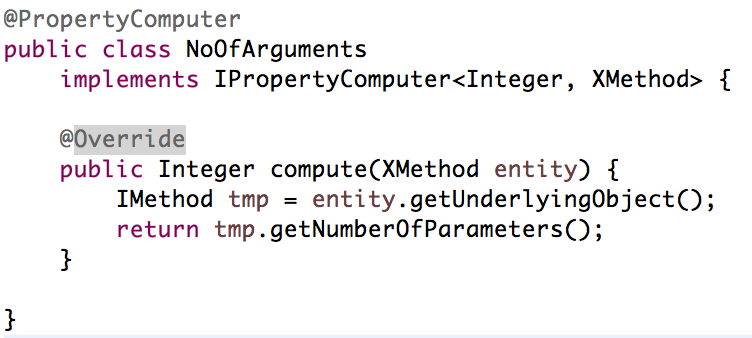 @PropertyComputer
public class NoOfArguments
    implements IPropertyComputer<Integer, XMethod> {
    @Override
    public Integer compute(XMethod entity) {
        IMethod tmp = entity.getUnderlyingObject();
        return tmp.getNumberOfParameters();
    }
}